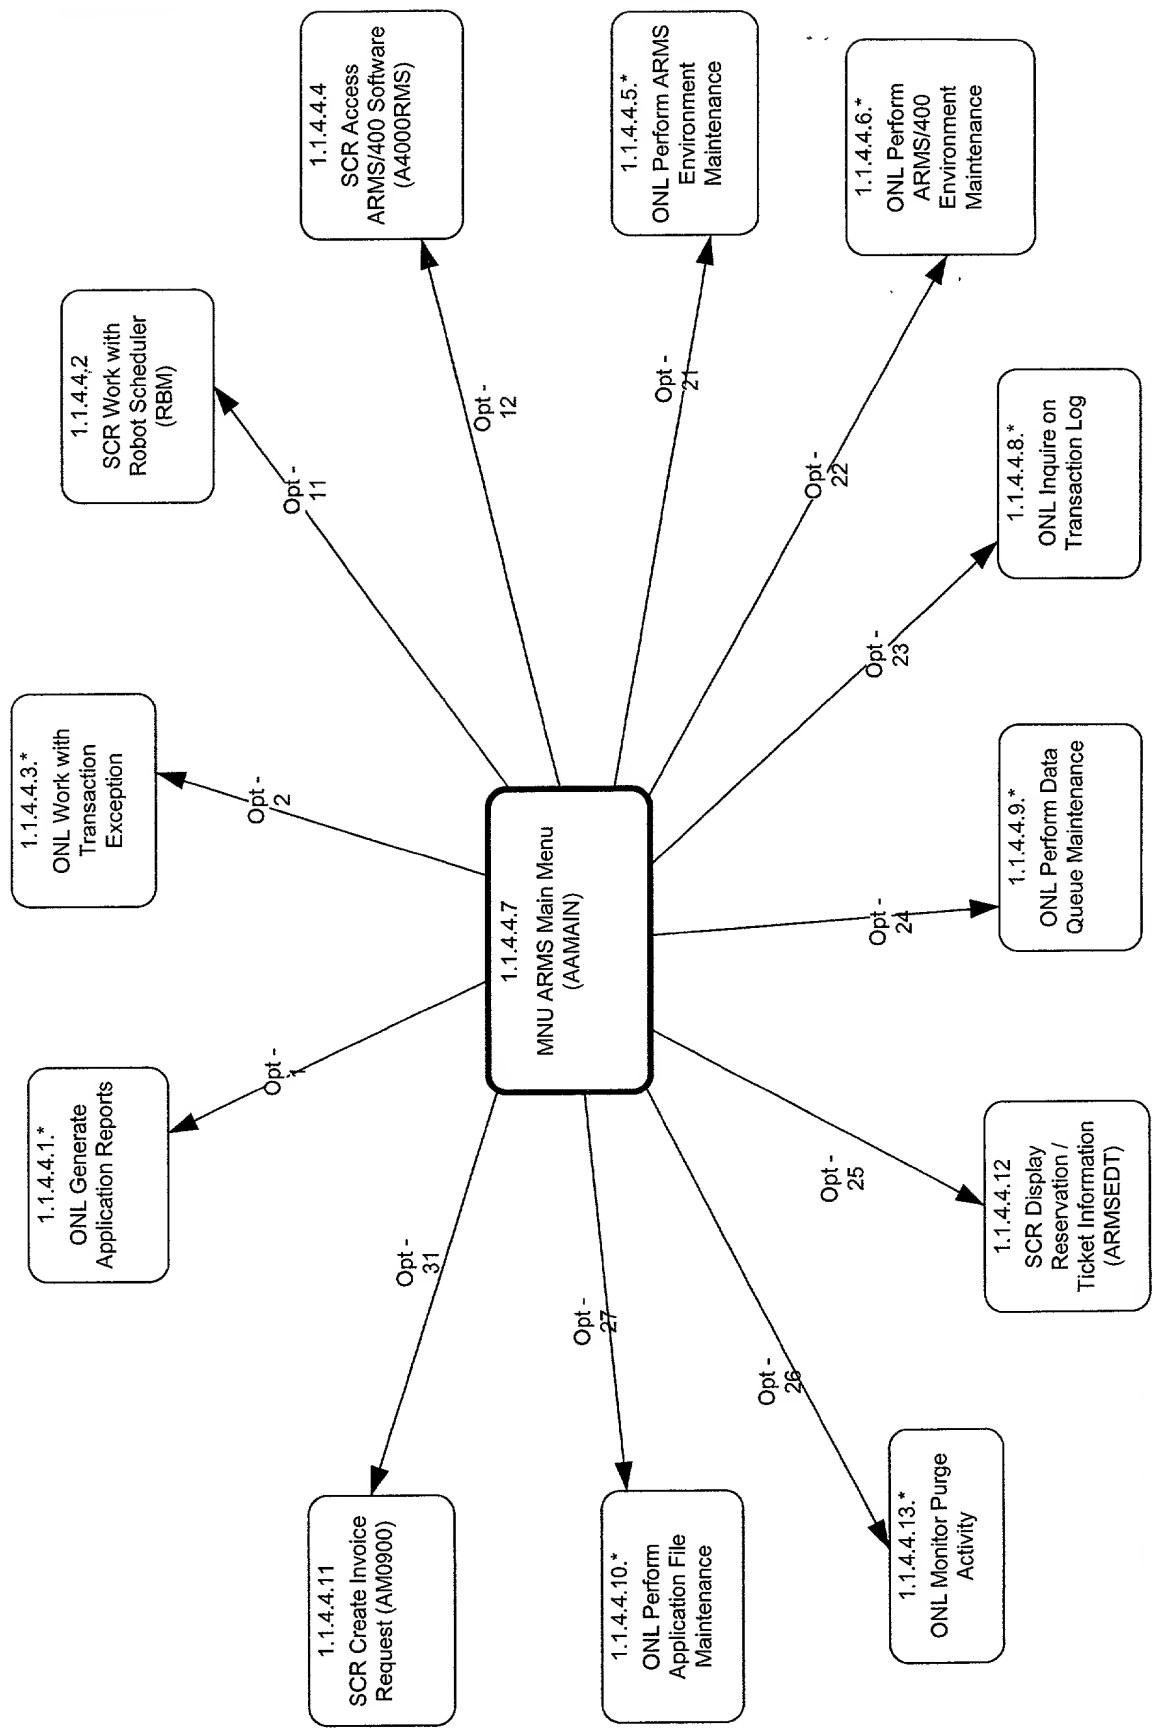 1.1.4.4.1.*
ONL Generate
Application Reports
1.1.4.4.3.*
ONL Work with
Transaction
Exception
1.1.4.4.2
SCR Work with
Robot Scheduler
(RBM)
1.1.4.4.4
SCR Access
ARMS/400 Software
(A4000RMS)
Opt -
1
Opt -
2
Opt -
11
Opt -
12
1.1.4.4.11
SCR Create Invoice
Request (AM0900)
Opt -
31
1.1.4.4.7
MNU ARMS Main Menu
(AAMAIN)
Opt -
21
1.1.4.4.5.*
ONL Perform ARMS
Environment
Maintenance
1.1.4.4.10.*
ONL Perform
Application File
Maintenance
Opt -
27
Opt -
26
Opt -
25
Opt -
24
Opt -
23
Opt -
22
1.1.4.4.6.*
ONL Perform
ARMS/400
Environment
Maintenance
1.1.4.4.13.*
ONL Monitor Purge
Activity
1.1.4.4.12
SCR Display
Reservation /
Ticket Information
(ARMSEDT)
1.1.4.4.9.*
ONL Perform Data
Queue Maintenance
1.1.4.4.8.*
ONL Inquire on
Transaction Log